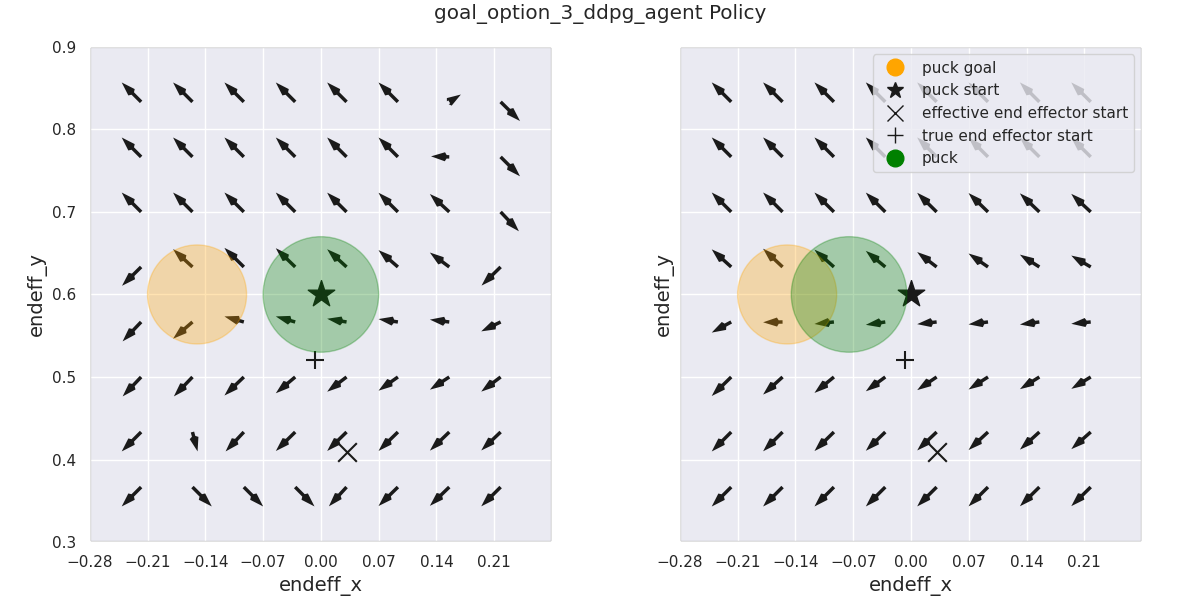 goal_option_3_ddpg_agent Policy
0.9
0.8
0.7
0.6
0.5
0.4
0.3
endeff_y
−0.28 −0.21 −0.14 −0.07 0.00 0.07 0.14 0.21
endeff_x
puck goal
puck start
effective end effector start
true end effector start
puck
endeff_y
−0.28 −0.21 −0.14 −0.07 0.00 0.07 0.14 0.21
endeff_x